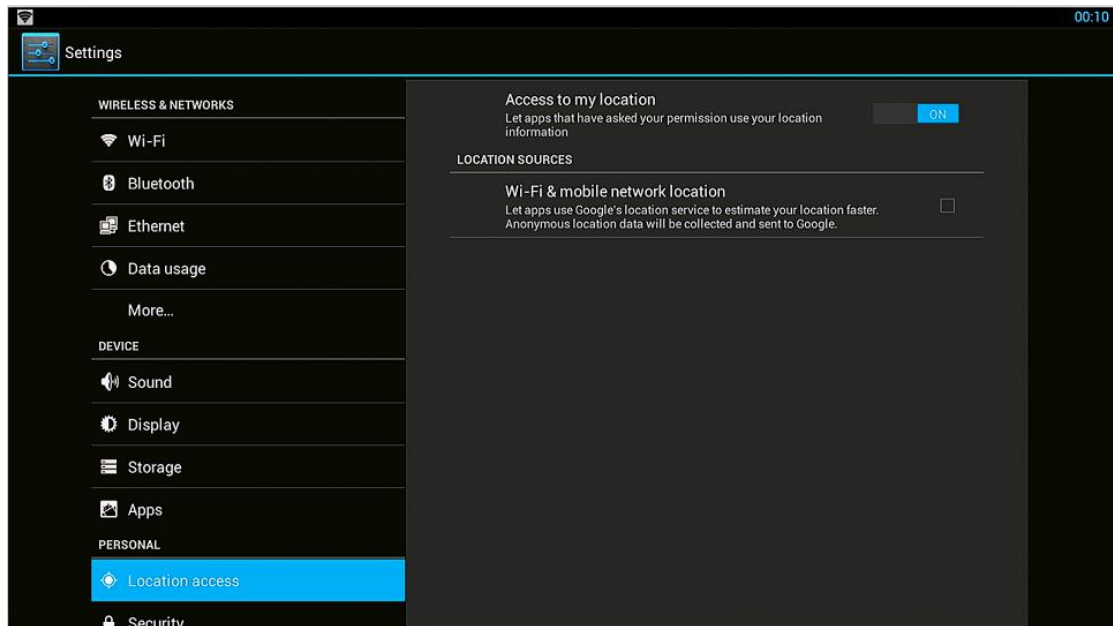 00:10
Settings
WIRELESS & NETWORKS
Wi-Fi
Bluetooth
Ethernet
Data usage
More...
DEVICE
Sound
Display
Storage
Apps
PERSONAL
Location access
Security
Access to my location
Let apps that have asked your permission use your location
information
ON
LOCATION SOURCES
Wi-Fi & mobile network location
Let apps use Google's location service to estimate your location faster.
Anonymous location data will be collected and sent to Google.